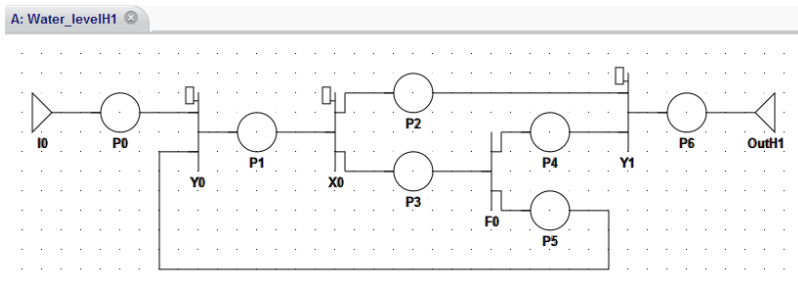 A: Water_levelH1
P2
I0
P0
P1
P4
Y1
P6
OutH1
Y0
X0
P3
F0
P5